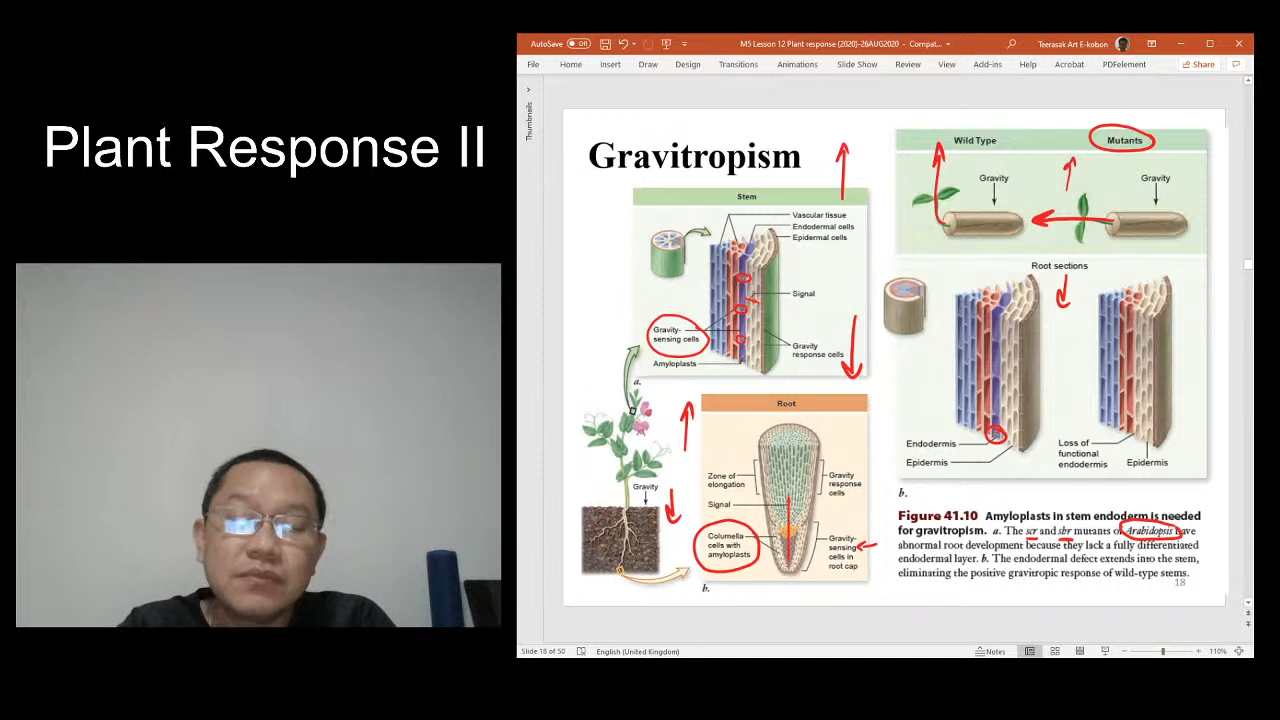 Plant Response II
AutoSave Off
M5 Lesson 12 Plant response (2020)-26AUG2020 - Compat...
Teerasak Art E-kobon
File Home Insert Draw Design Transitions Animations Slide Show Review View Add-ins Help Acrobat PDFelement Share
Thumbnails
Gravitropism
Stem
Vascular tissue
Endodermal cells
Epidermal cells
Signal
Gravity-
sensing cells
Gravity
response cells
Amyloplasts
a.
Root
Gravity
Zone of
elongation
Gravity
response
cells
Signal
Columella
cells with
amyloplasts
Gravity-
sensing
cells in
root cap
b.
Wild Type
Mutants
Gravity
Gravity
Root sections
Endodermis
Epidermis
Loss of
functional
endodermis
Epidermis
b.
Figure 41.10 Amyloplasts in stem endoderm is needed
for gravitropism. a. The scr and sbr mutants of Arabidopsis have
abnormal root development because they lack a fully differentiated
endodermal layer. b. The endodermal defect extends into the stem,
eliminating the positive graviropic response of wild-type stems.
18
Slide 18 of 50
English (United Kingdom)
Notes
110%